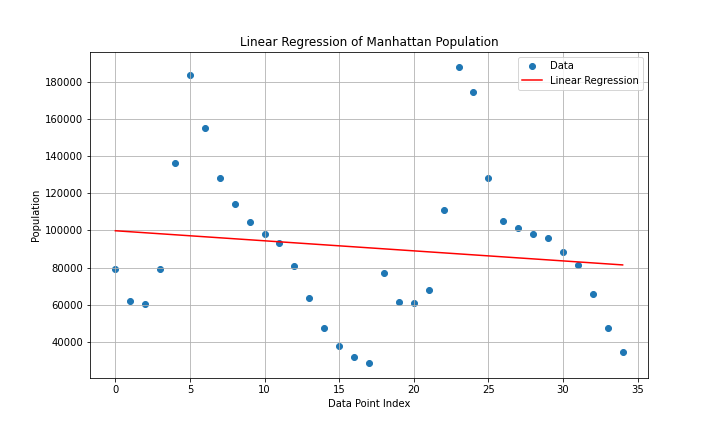 Linear Regression of Manhattan Population
Data
Linear Regression
180000
160000
140000
120000
100000
80000
60000
40000
Population
0 5 10 15 20 25 30 35
Data Point Index